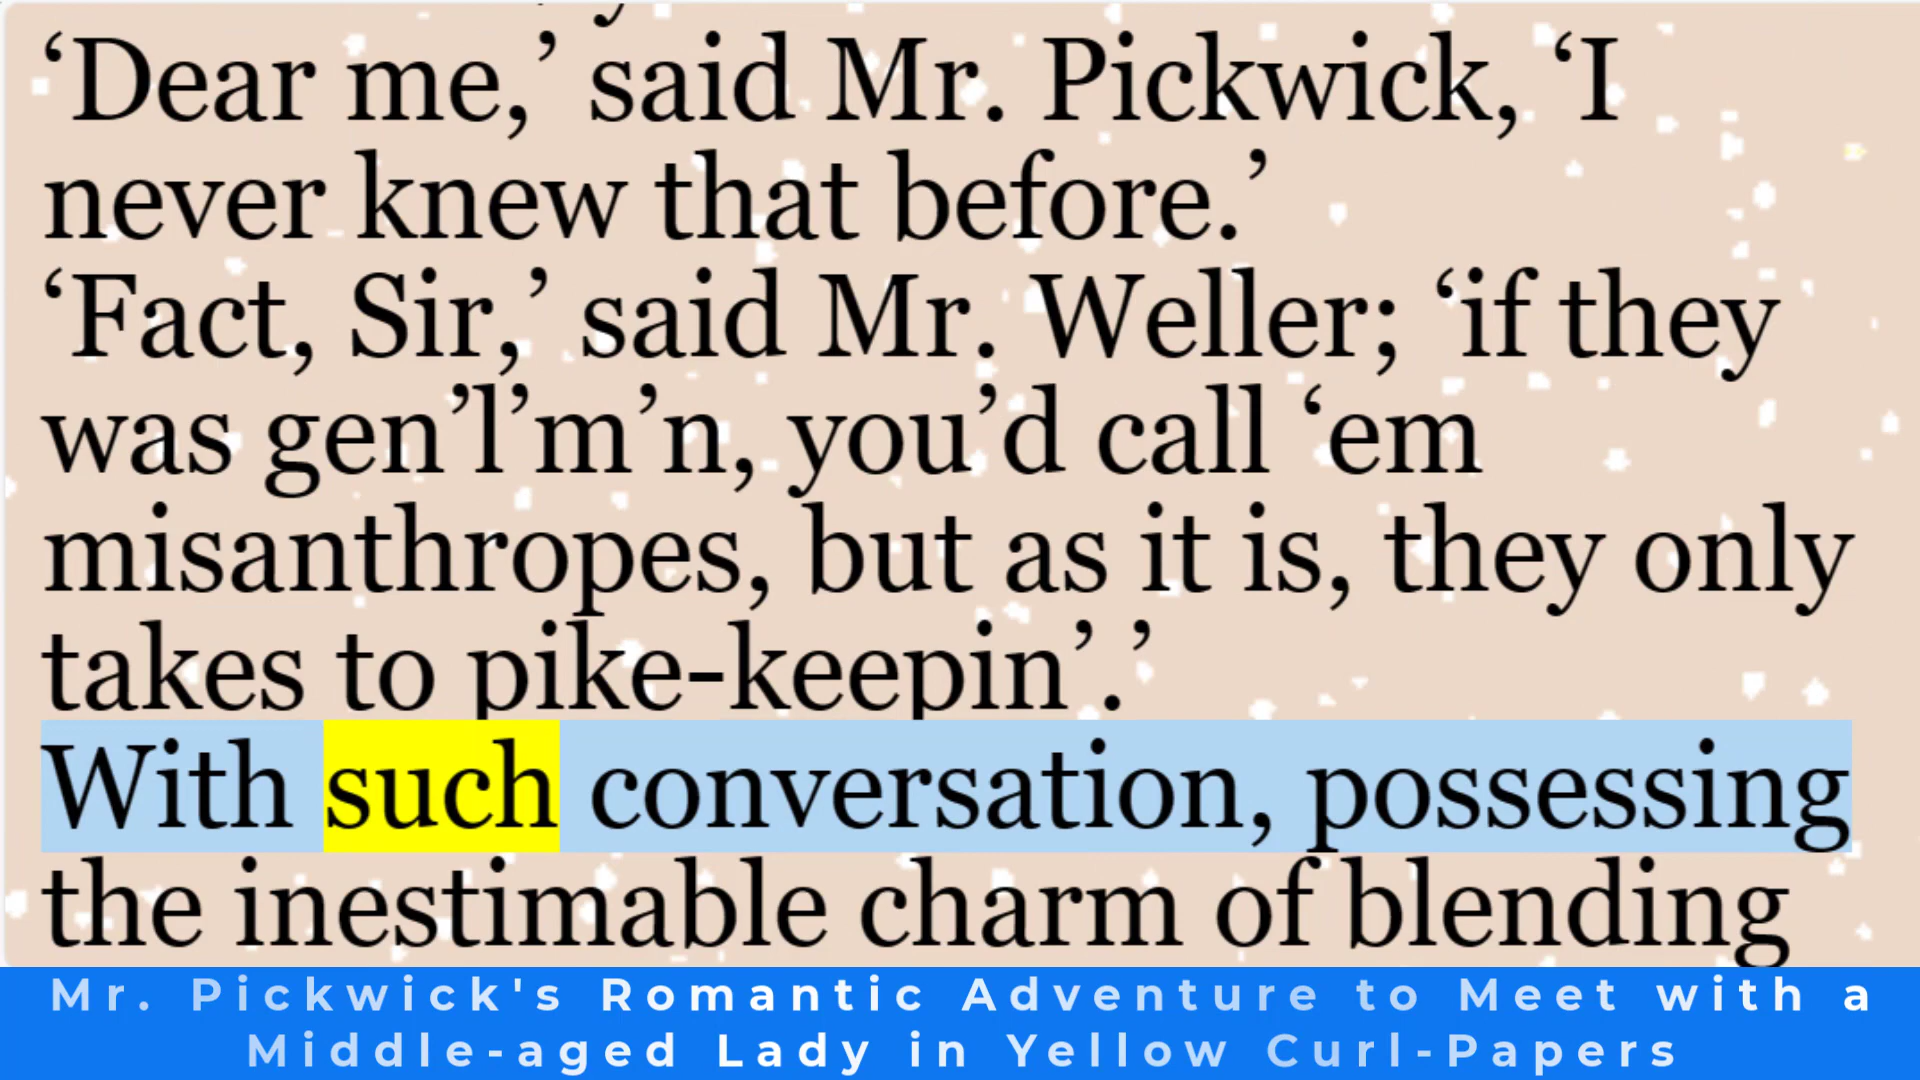 ‘Dear me,’ said Mr. Pickwick, ‘I
never knew that before.’
‘Fact, Sir,’ said Mr. Weller; ‘if they
was gen’l’m’n, you’d call ‘em
misanthropes, but as it is, they only
takes to pike-keepin’.’
With such conversation, possessing
the inestimable charm of blending
Mr. Pickwick's Romantic Adventure to Meet with a
Middle-aged Lady in Yellow Curl-Papers